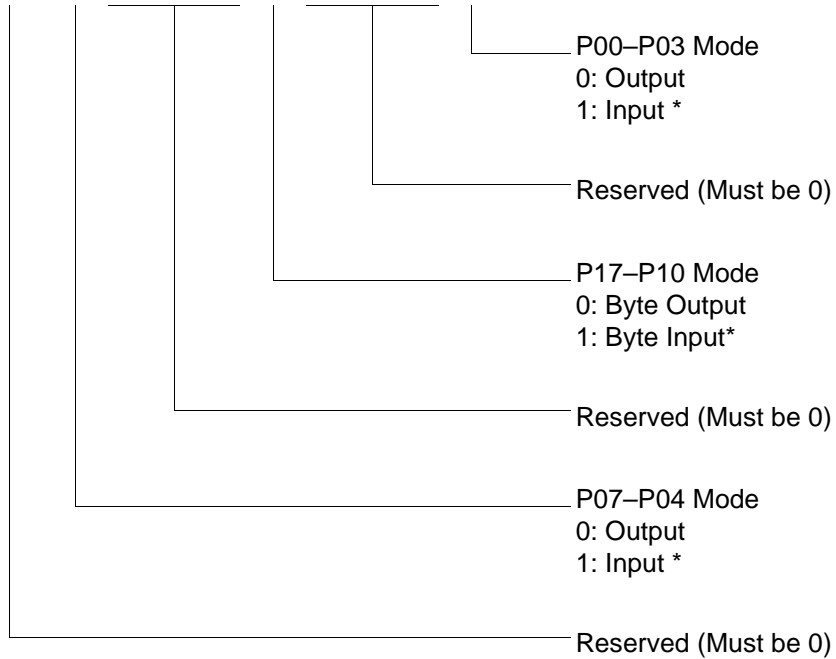 P00–P03 Mode
0: Output
1: Input *
Reserved (Must be 0)
P17–P10 Mode
0: Byte Output
1: Byte Input*
Reserved (Must be 0)
P07–P04 Mode
0: Output
1: Input *
Reserved (Must be 0)